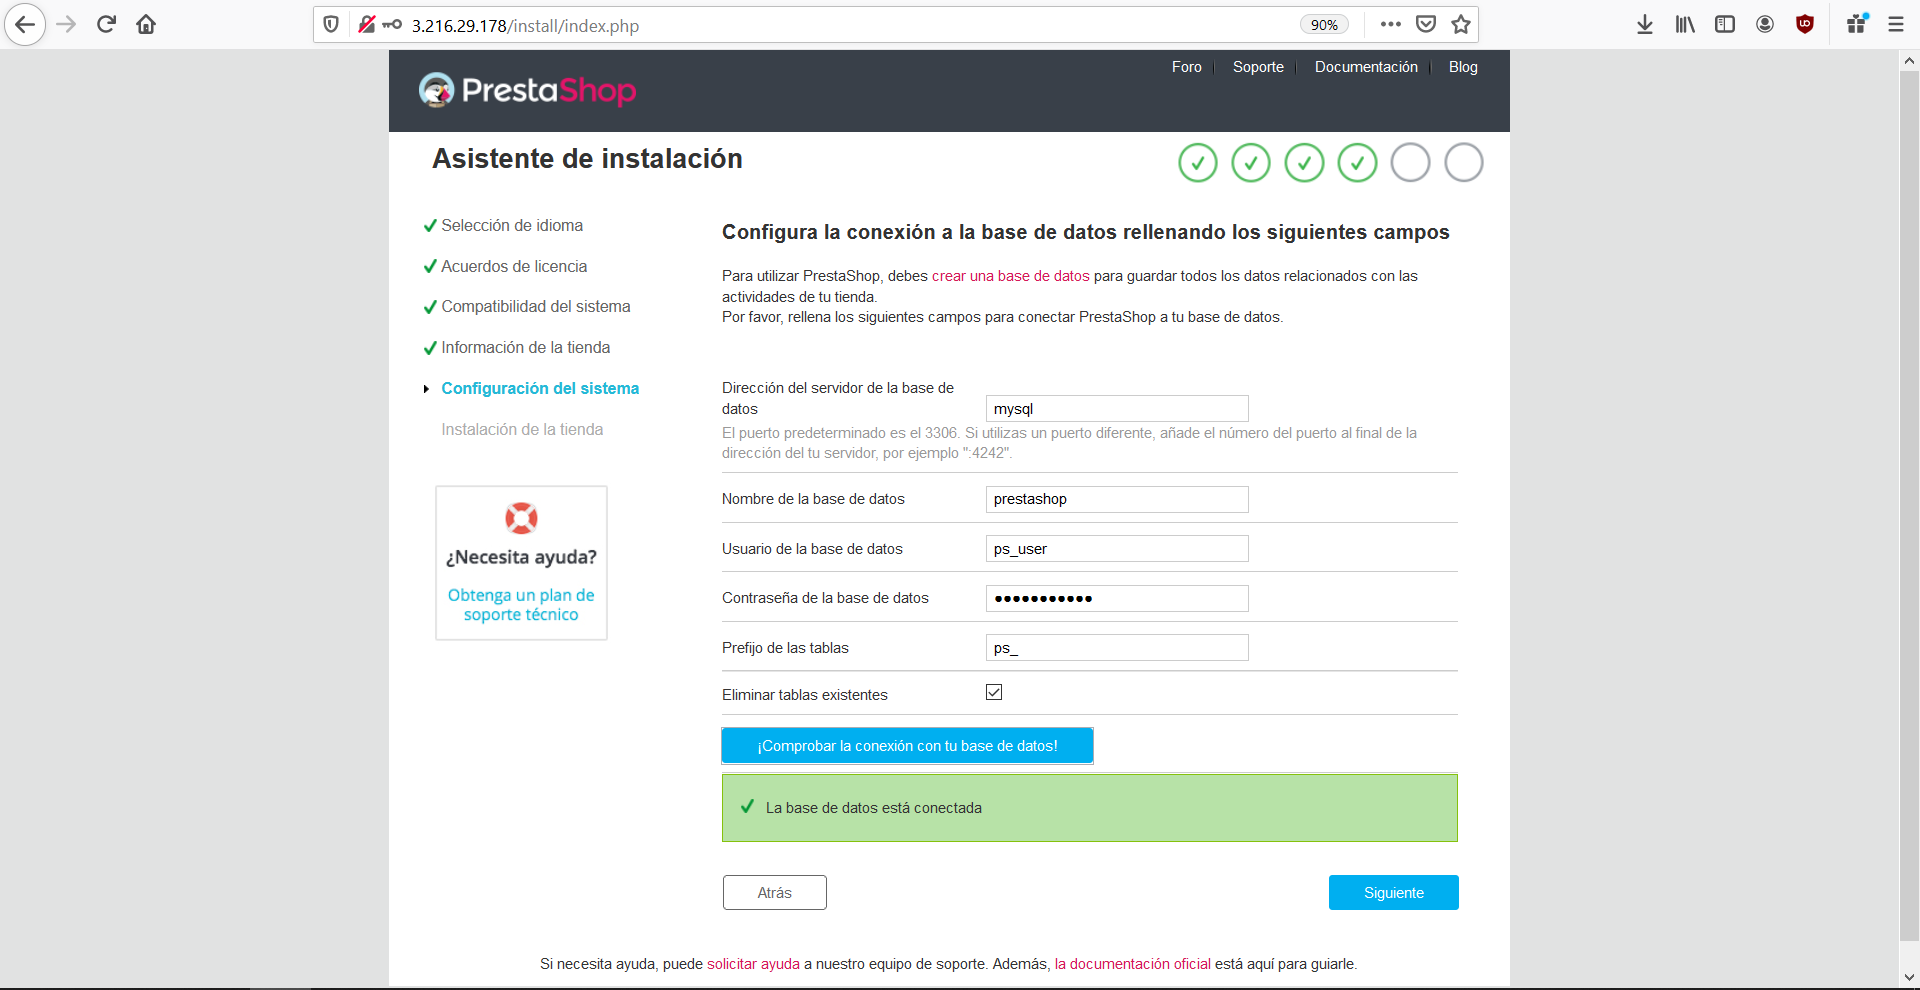 3.216.29.178/install/index.php
90%
Foro
Soporte
Documentación
Blog
PrestaShop
Asistente de instalación
Selección de idioma
Acuerdos de licencia
Compatibilidad del sistema
Información de la tienda
Configuración del sistema
Instalación de la tienda
¿Necesita ayuda?
Obtenga un plan de
soporte técnico
Configura la conexión a la base de datos rellenando los siguientes campos
Para utilizar PrestaShop, debes crear una base de datos para guardar todos los datos relacionados con las
actividades de tu tienda.
Por favor, rellena los siguientes campos para conectar PrestaShop a tu base de datos.
Dirección del servidor de la base de
datos
mysql
El puerto predeterminado es el 3306. Si utilizas un puerto diferente, añade el número del puerto al final de la
dirección del tu servidor, por ejemplo ":4242".
Nombre de la base de datos
prestashop
Usuario de la base de datos
ps_user
Contraseña de la base de datos
●●●●●●●●●●●
Prefijo de las tablas
ps_
Eliminar tablas existentes
¡Comprobar la conexión con tu base de datos!
La base de datos está conectada
Atrás
Siguiente
Si necesita ayuda, puede solicitar ayuda a nuestro equipo de soporte. Además, la documentación oficial está aquí para guiarle.